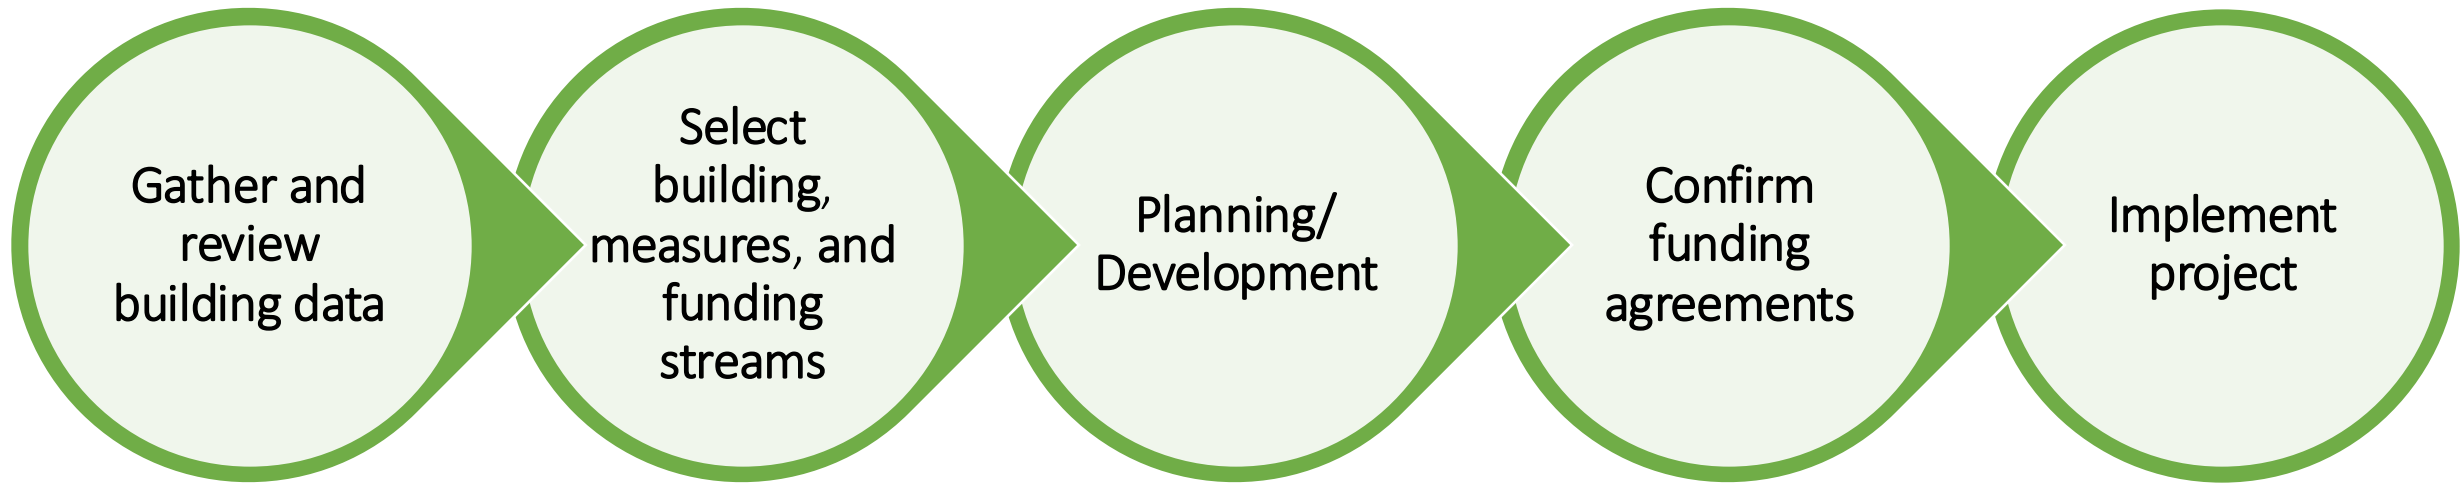 Gather and
review
building data
Select
building,
measures, and
funding
streams
Planning/
Development
Confirm
funding
agreements
Implement
project